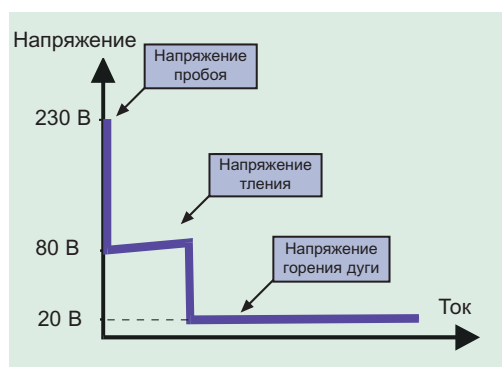 Напряжение
Напряжение
пробоя
230 В
Напряжение
тления
80 В
Напряжение
горения дуги
Ток
20 В